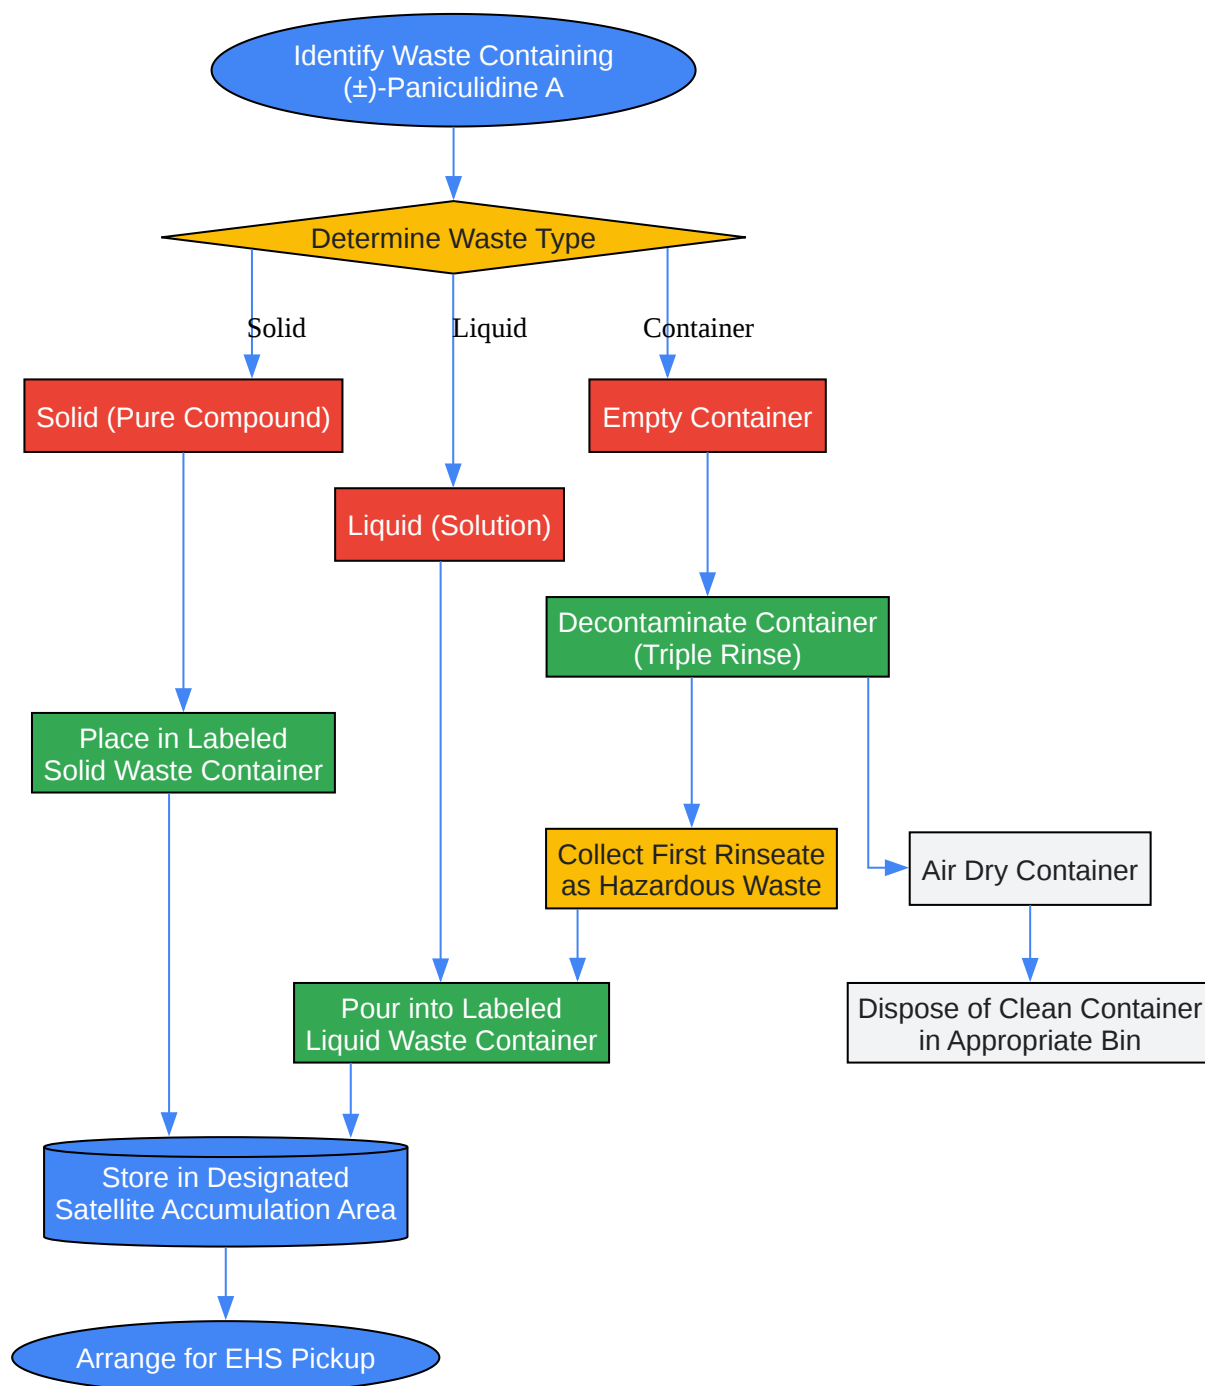 Identify Waste Containing
(±)-Paniculidine A
Determine Waste Type
Solid
Liquid
Container
Solid (Pure Compound)
Empty Container
Liquid (Solution)
Decontaminate Container
(Triple Rinse)
Place in Labeled
Solid Waste Container
Collect First Rinseate
as Hazardous Waste
Air Dry Container
Pour into Labeled
Liquid Waste Container
Dispose of Clean Container
in Appropriate Bin
Store in Designated
Satellite Accumulation Area
Arrange for EHS Pickup